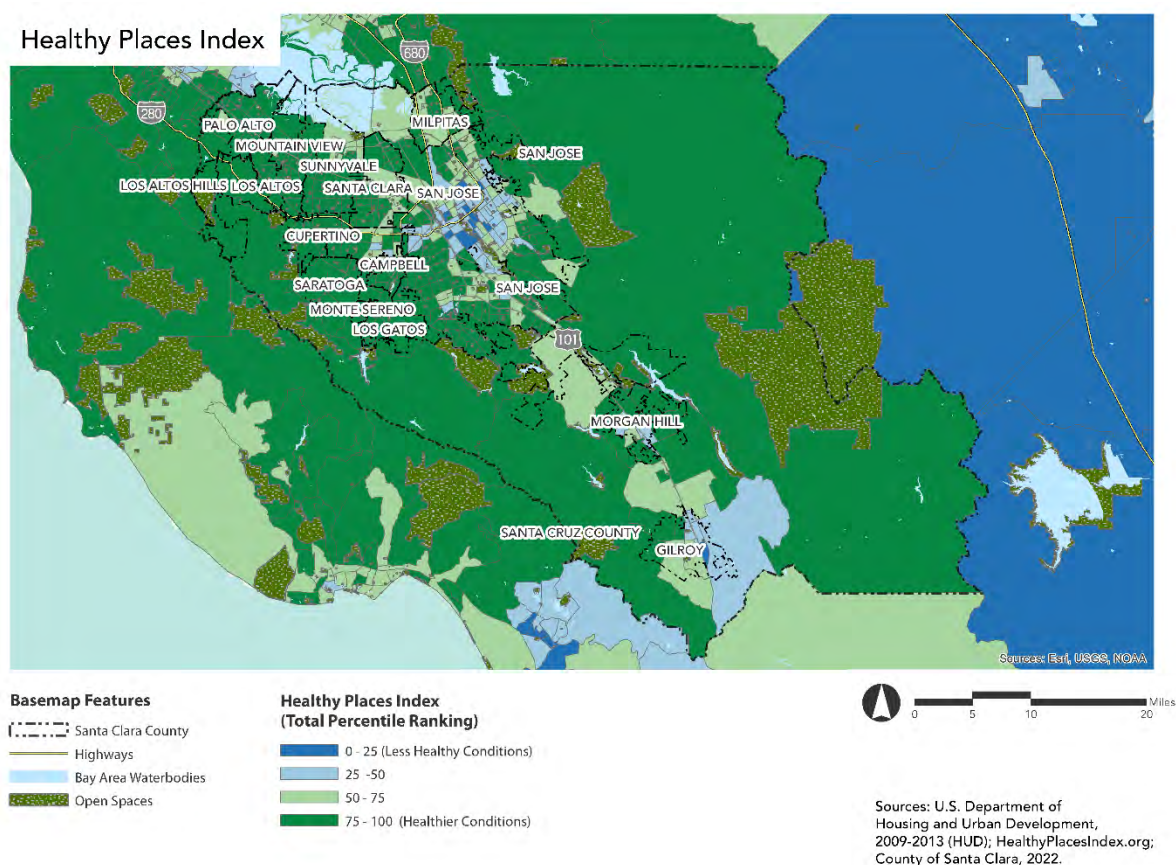 Healthy Places Index
680
280
PALO ALTO
MILPITAS
MOUNTAIN VIEW
SUNNYVALE
SAN JOSE
LOS ALTOS HILLS
LOS ALTOS
SANTA CLARA
SAN JOSE
CUPERTINO
CAMPBELL
SARATOGA
SAN JOSE
MONTE SERENO
LOS GATOS
101
MORGAN HILL
SANTA CRUZ COUNTY
GILROY
Sources: Esri, USGS, NOAA
Basemap Features
Santa Clara County
Highways
Bay Area Waterbodies
Open Spaces
Healthy Places Index
(Total Percentile Ranking)
0 - 25 (Less Healthy Conditions)
25 -50
50 - 75
75 - 100 (Healthier Conditions)
Miles
0 5 10 20
Sources: U.S. Department of
Housing and Urban Development,
2009-2013 (HUD); HealthyPlacesIndex.org;
County of Santa Clara, 2022.